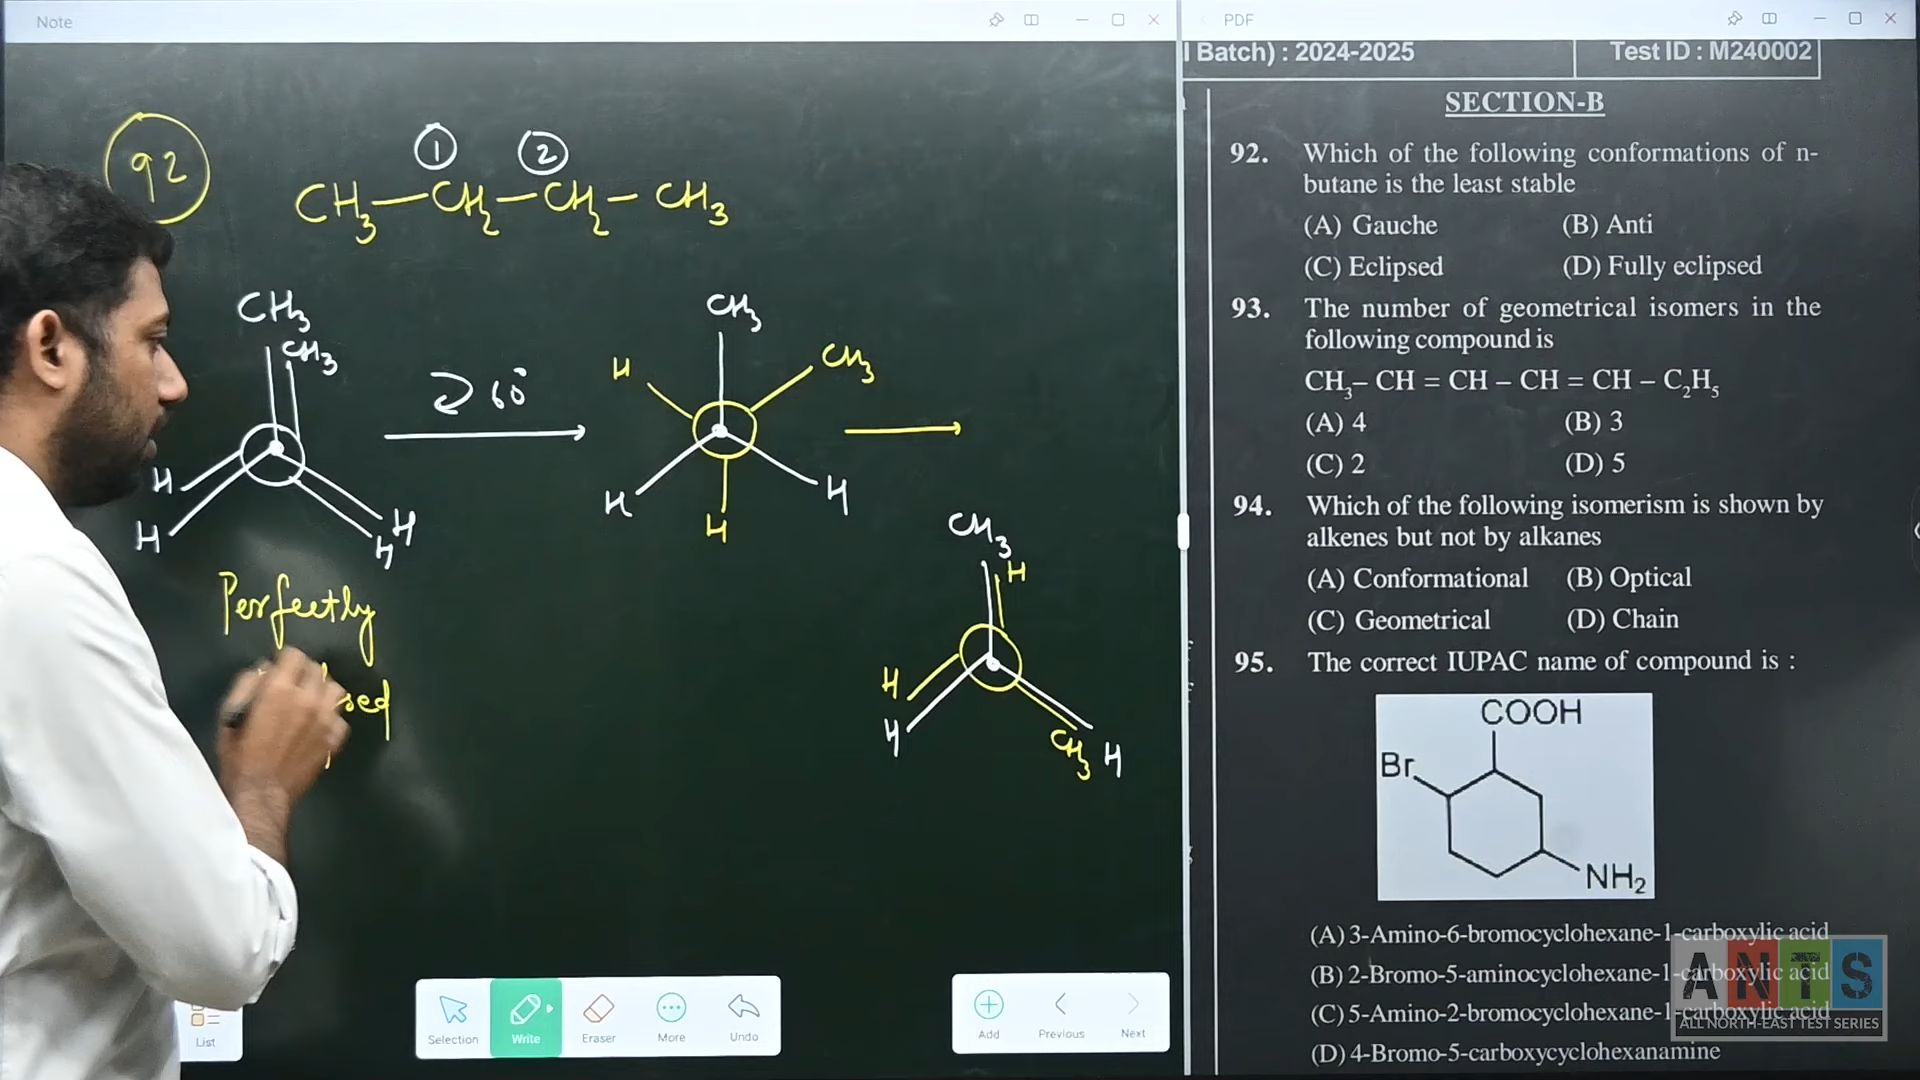 Note
PDF
92
① ②
CH₃—CH₂—CH₂—CH₃
CH₃
CH₃
H
H
H
H
Perfectly
60°
CH₃
H
CH₃
H
H
H
CH₃
H
H
H
CH₃
H
Selection
Write
Eraser
More
Undo
List
Add
Previous
Next
l Batch) : 2024-2025
Test ID : M240002
SECTION-B
92. Which of the following conformations of n-
butane is the least stable
(A) Gauche (B) Anti
(C) Eclipsed (D) Fully eclipsed
93. The number of geometrical isomers in the
following compound is
CH₃– CH = CH – CH = CH – C₂H₅
(A) 4 (B) 3
(C) 2 (D) 5
94. Which of the following isomerism is shown by
alkenes but not by alkanes
(A) Conformational (B) Optical
(C) Geometrical (D) Chain
95. The correct IUPAC name of compound is :
COOH
Br
NH₂
(A) 3-Amino-6-bromocyclohexane-1-carboxylic acid
(B) 2-Bromo-5-aminocyclohexane-1-carboxylic acid
(C) 5-Amino-2-bromocyclohexane-1-carboxylic acid
(D) 4-Bromo-5-carboxycyclohexanamine
ANTS
ALL NORTH-EAST TEST SERIES